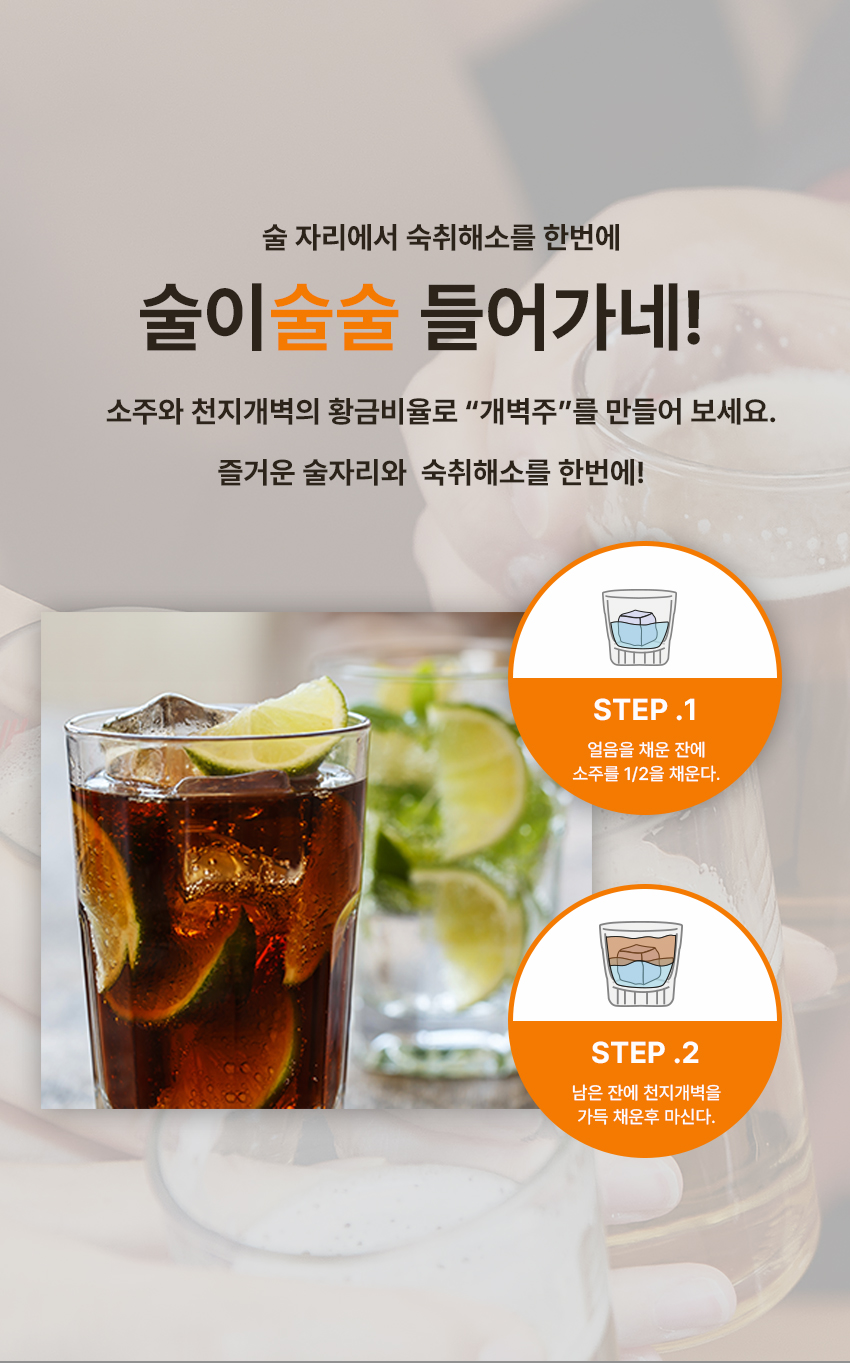 술 자리에서 숙취해소를 한번에
술이술술 들어가네!
소주와 천지개벽의 황금비율로 “개벽주”를 만들어 보세요.
즐거운 술자리와 숙취해소를 한번에!
STEP .1
얼음을 채운 잔에
소주를 1/2을 채운다.
STEP .2
남은 잔에 천지개벽을
가득 채운후 마신다.